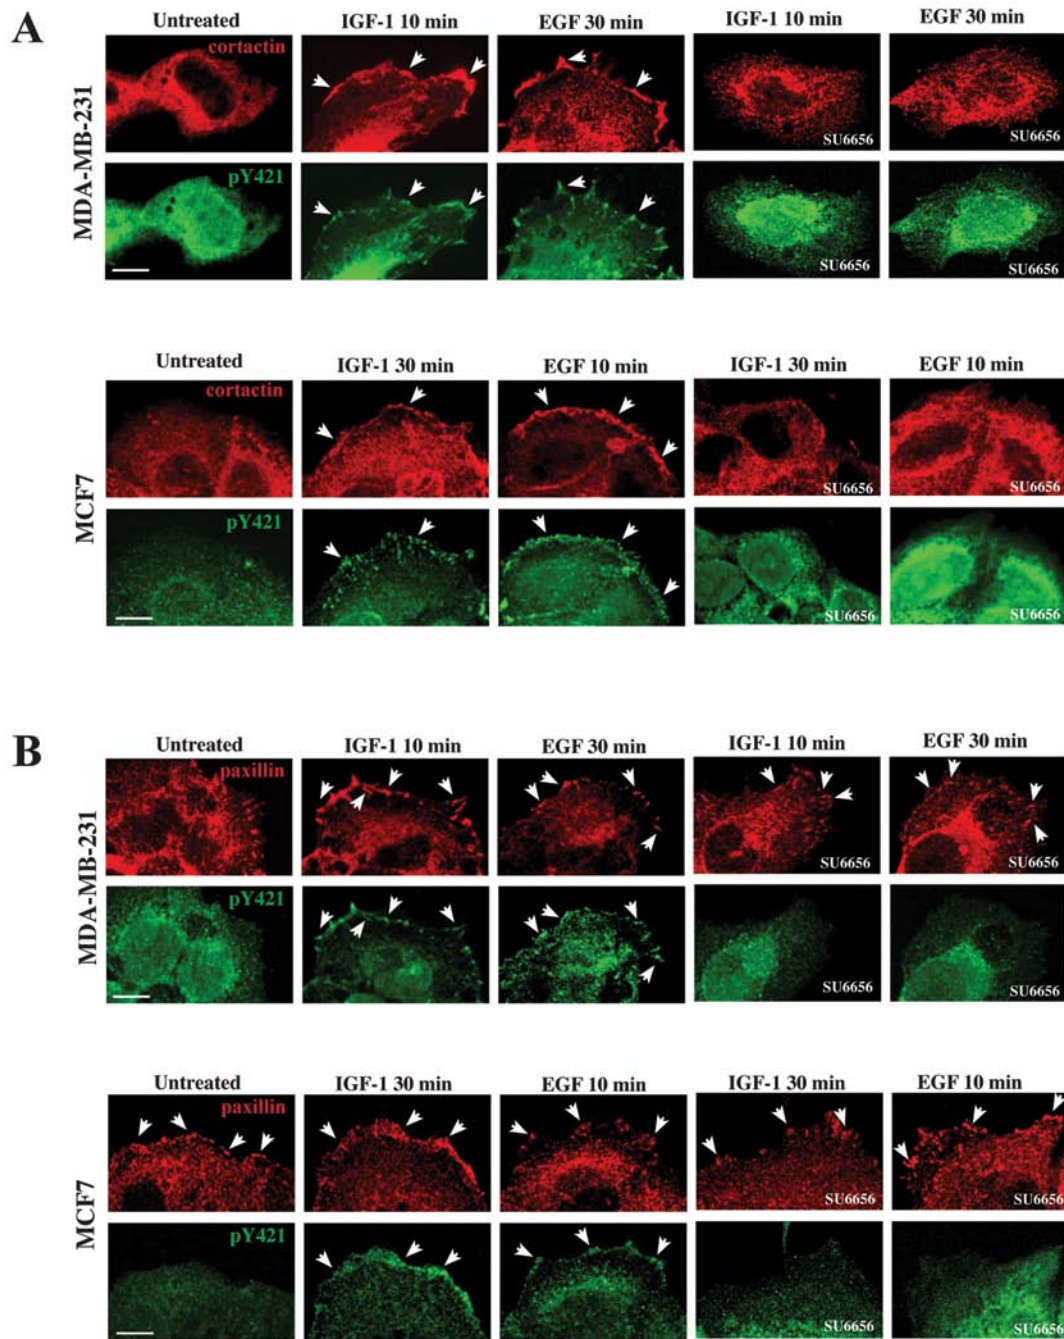 A
Untreated IGF-1 10 min EGF 30 min IGF-1 10 min EGF 30 min
MDA-MB-231
cortactin
SU6656 SU6656
pY421
SU6656 SU6656
Untreated IGF-1 30 min EGF 10 min IGF-1 30 min EGF 10 min
MCF7
cortactin
SU6656 SU6656
pY421
SU6656 SU6656
B
Untreated IGF-1 10 min EGF 30 min IGF-1 10 min EGF 30 min
MDA-MB-231
paxillin
SU6656 SU6656
pY421
SU6656 SU6656
Untreated IGF-1 30 min EGF 10 min IGF-1 30 min EGF 10 min
MCF7
paxillin
SU6656 SU6656
pY421
SU6656 SU6656